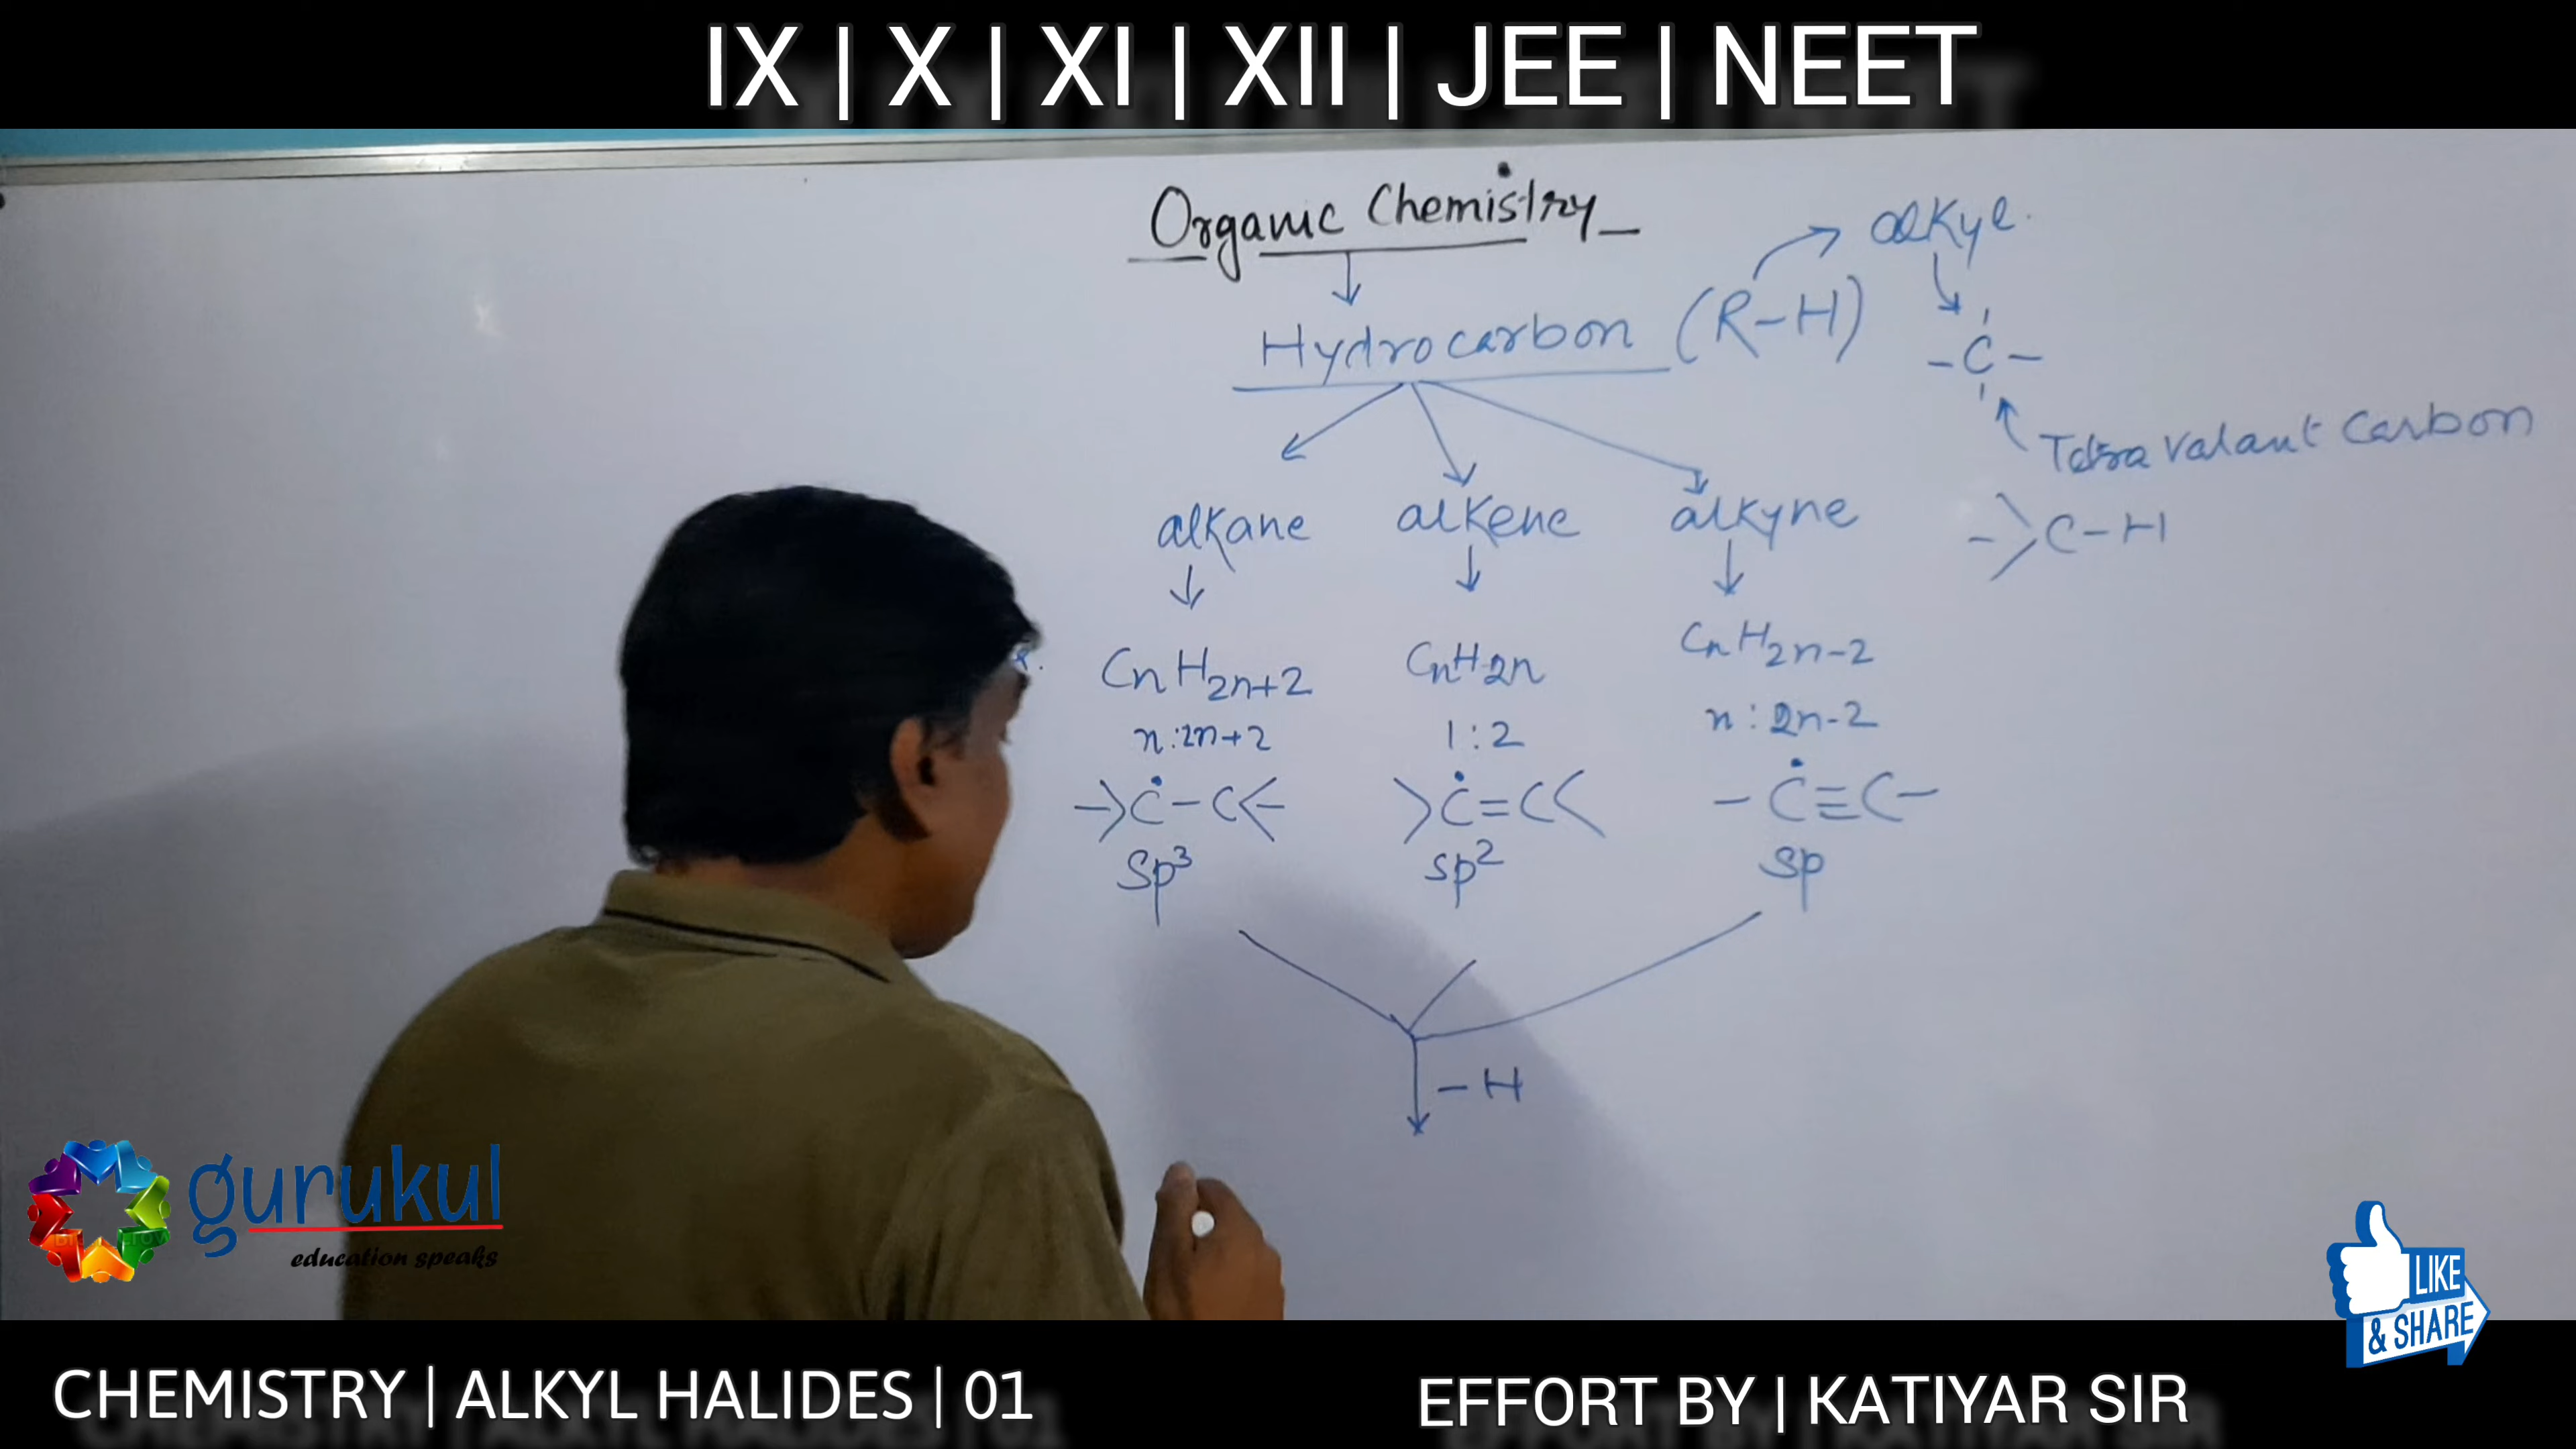 IX | X | XI | XII | JEE | NEET
Organic Chemistry
alkyl.
Hydrocarbon (R-H)
-C-
Tetra Valant Carbon
alkane alkene alkyne
C-H
CnH2n+2 CnH2n CnH2n-2
n:2n+2 1:2 n:2n-2
C-C C=C -C≡C-
Sp3 sp2 sp
-H
gurukul
education speaks
LIKE
& SHARE
CHEMISTRY | ALKYL HALIDES | 01
EFFORT BY | KATIYAR SIR